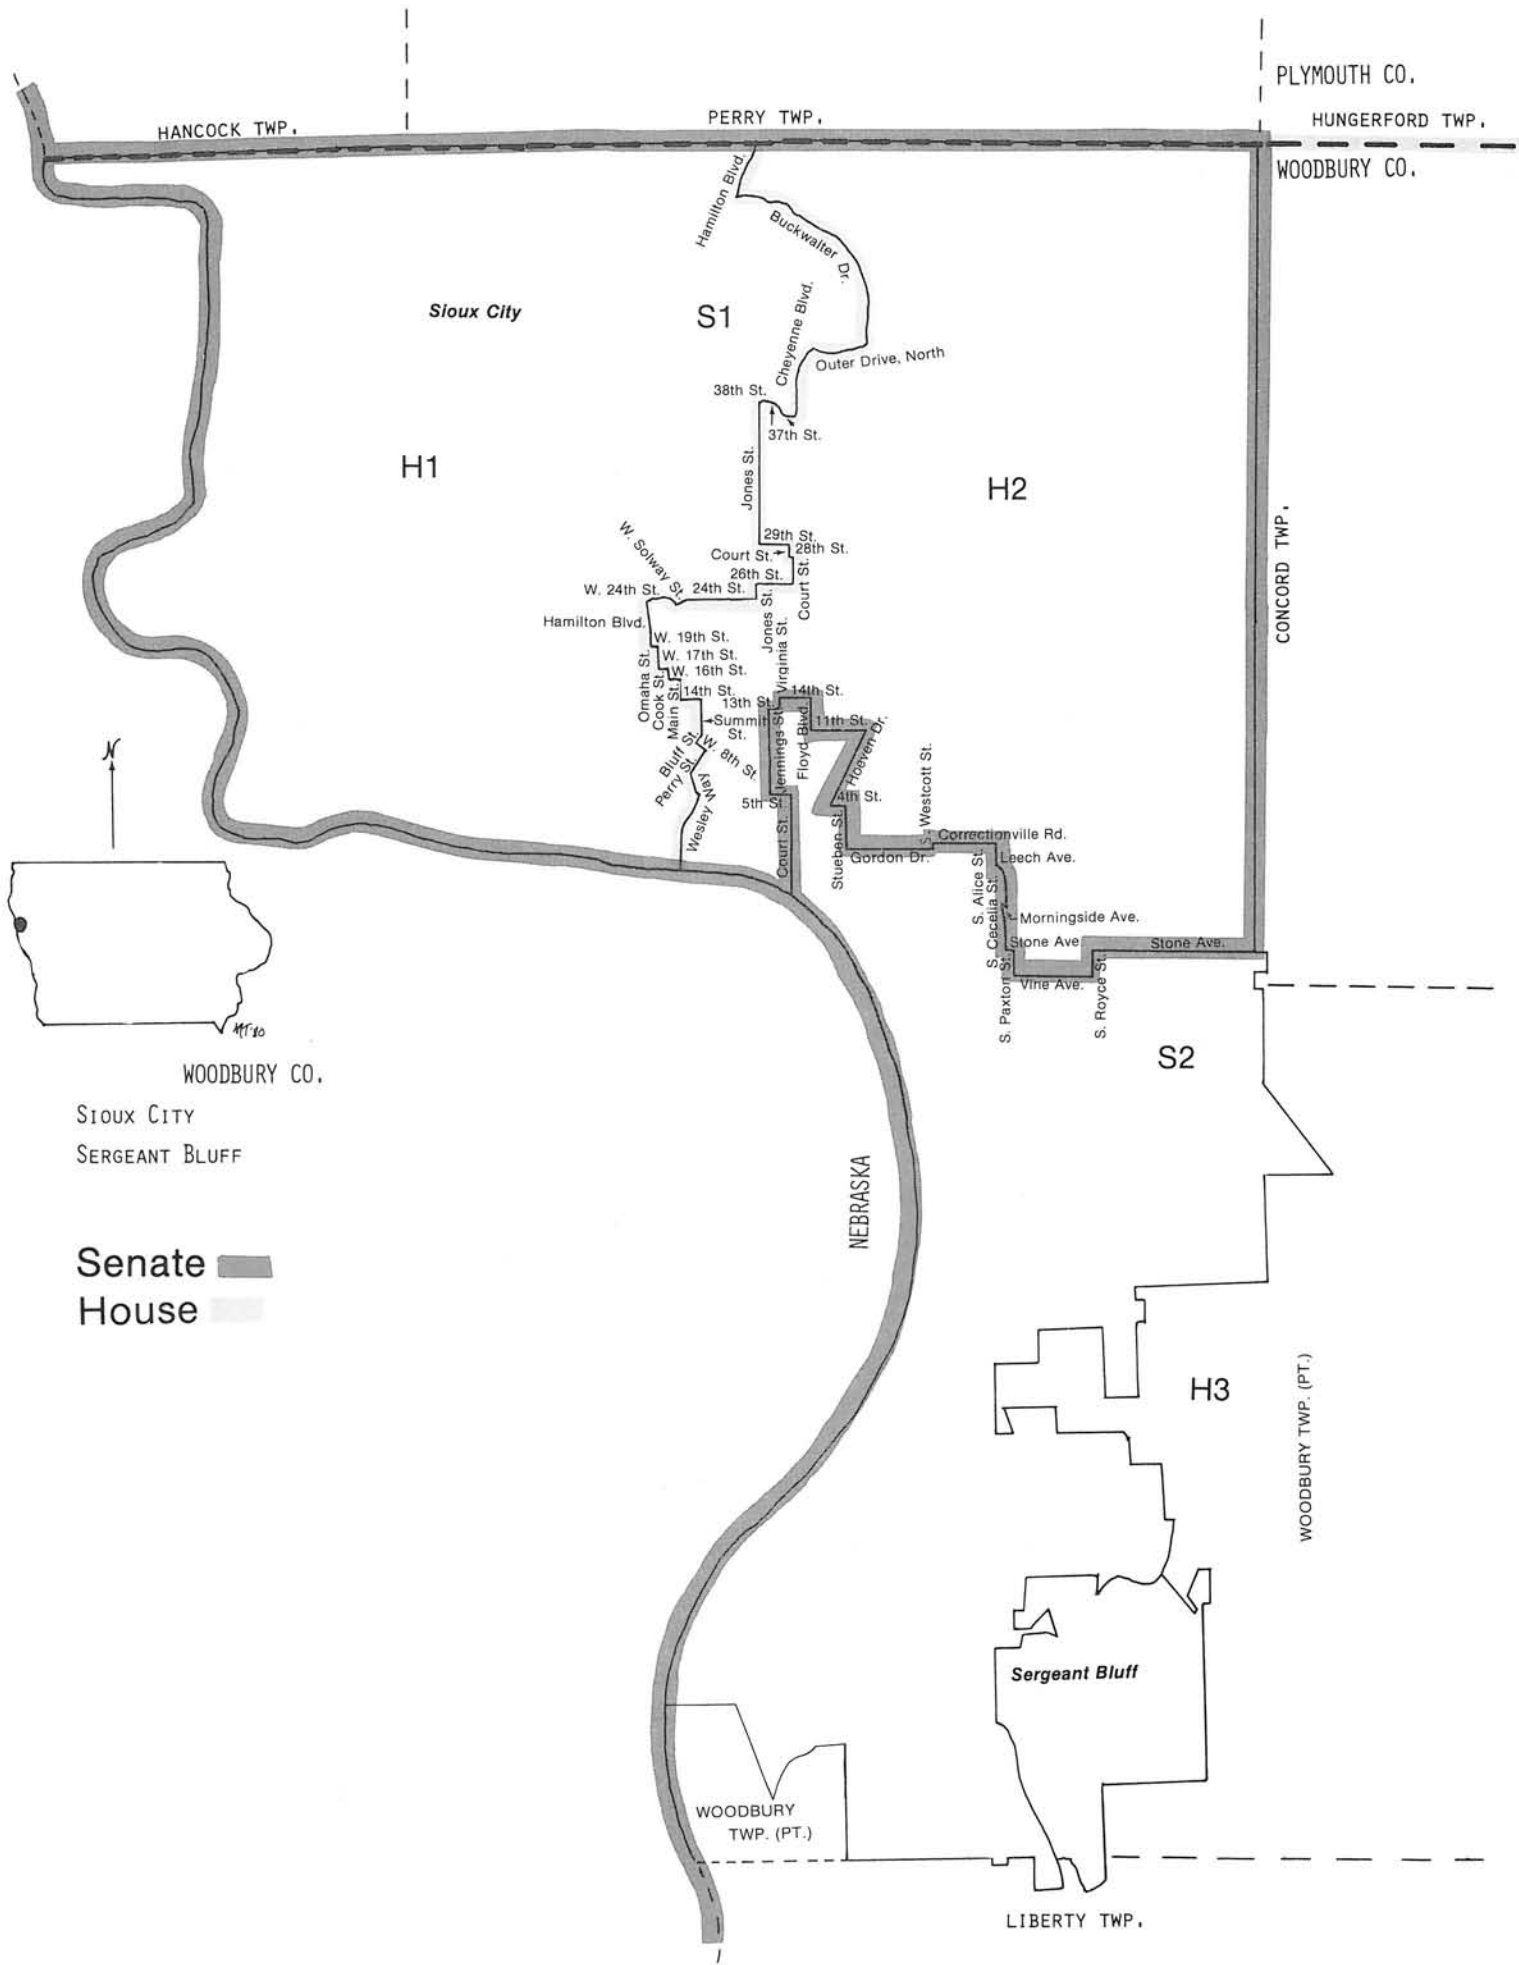 PLYMOUTH CO.
HANCOCK TWP.
PERRY TWP.
HUNGERFORD TWP.
WOODBURY CO.
Hamilton Blvd.
Buckwalter Dr.
Sioux City
S1
Cheyenne Blvd.
Outer Drive, North
38th St.
37th St.
H1
Jones St.
H2
CONCORD TWP.
29th St.
W. Solway St.
Court St.
28th St.
26th St.
Court St.
W. 24th St.
24th St.
Jones St.
Hamilton Blvd.
W. 19th St.
Virginia St.
W. 17th St.
Omaha St.
W. 16th St.
Cook St.
Main St.
14th St.
14th St.
13th St.
Summit
St.
Jennings St.
Floyd Blvd.
11th St.
Hoeven Dr.
Bluff St.
W. 8th St.
Perry St.
Wesley Way
5th St.
4th St.
S. Westcott St.
Court St.
Stueben St.
Correctionville Rd.
Gordon Dr.
Leech Ave.
S. Alice St.
S. Cecelia St.
Morningside Ave.
Stone Ave.
Stone Ave.
S. Paxton St.
Vine Ave.
S. Royce St.
N
S2
WOODBURY CO.
SIOUX CITY
SERGEANT BLUFF
NEBRASKA
Senate
House
H3
WOODBURY TWP. (PT.)
Sergeant Bluff
WOODBURY
TWP. (PT.)
LIBERTY TWP.